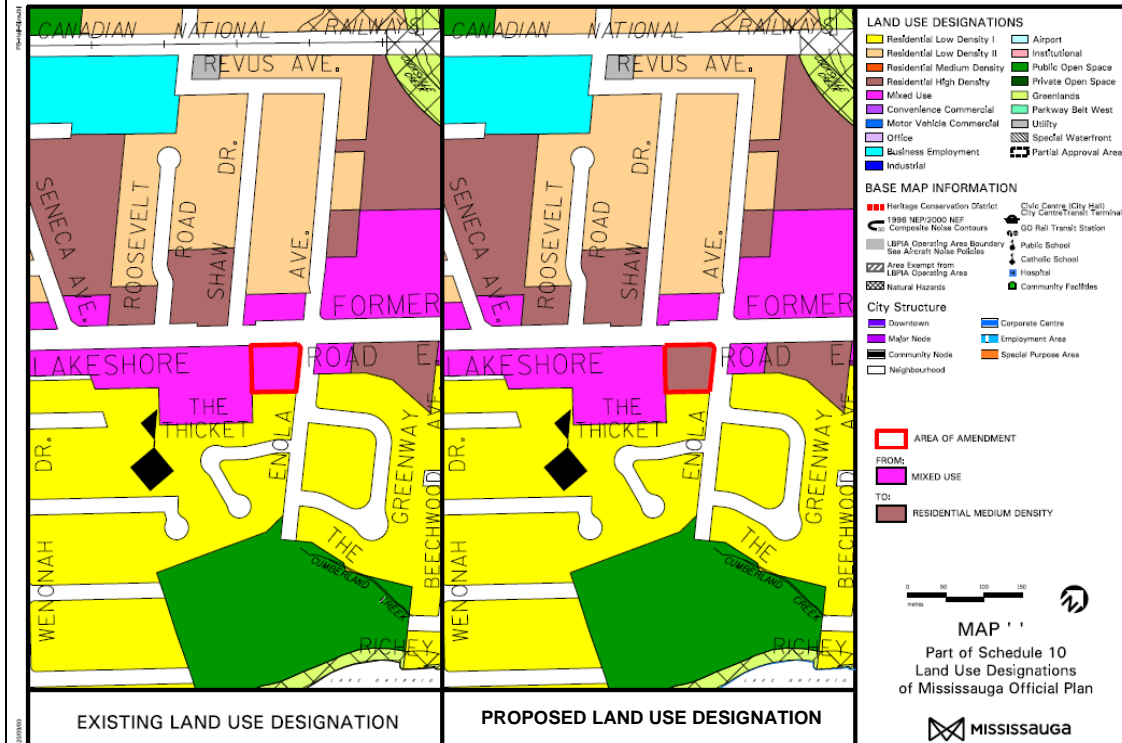 CANADIAN NATIONAL RAILWAYS
REVUS AVE.
SENECA AVE.
ROOSEVELT ROAD
SHAW DR.
AVE.
FORMER
LAKESHORE ROAD E.
THE THICKET
ENOLA
DR.
GREENWAY
BEECHWOOD
THE
CUMBERLAND
CREEK
WENONAH
RICHEY
LAKE ONTARIO
EXISTING LAND USE DESIGNATION
CANADIAN NATIONAL RAILWAYS
REVUS AVE.
SENECA AVE.
ROOSEVELT ROAD
SHAW DR.
AVE.
FORMER
LAKESHORE ROAD E.
THE THICKET
ENOLA
DR.
GREENWAY
BEECHWOOD AVE.
THE
CUMBERLAND
CREEK
WENONAH
RICHEY
LAKE ONTARIO
PROPOSED LAND USE DESIGNATION
LAND USE DESIGNATIONS
Residential Low Density I
Residential Low Density II
Residential Medium Density
Residential High Density
Mixed Use
Convenience Commercial
Motor Vehicle Commercial
Office
Business Employment
Industrial
Airport
Institutional
Public Open Space
Private Open Space
Greenlands
Parkway Belt West
Utility
Special Waterfront
Partial Approval Area
BASE MAP INFORMATION
Heritage Conservation District
1996 NEP/2000 NEF
Composite Noise Contours
LBPIA Operating Area Boundary
See Aircraft Noise Policies
Area Exempt from
LBPIA Operating Area
Natural Hazards
Civic Centre (City Hall)
City Centre Transit Terminal
GO Rail Transit Station
Public School
Catholic School
Hospital
Community Facilities
City Structure
Downtown
Major Node
Community Node
Neighbourhood
Corporate Centre
Employment Area
Special Purpose Area
AREA OF AMENDMENT
FROM:
MIXED USE
TO:
RESIDENTIAL MEDIUM DENSITY
0 50 100 150
metres
MAP ' '
Part of Schedule 10
Land Use Designations
of Mississauga Official Plan
MISSISSAUGA